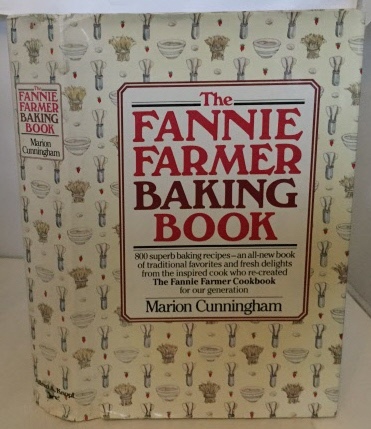 The
FANNIE
FARMER
BAKING
BOOK
Marion
Cunningham
The
FANNIE
FARMER
BAKING
BOOK
800 superb baking recipes—an all-new book
of traditional favorites and fresh delights
from the inspired cook who re-created
The Fannie Farmer Cookbook
for our generation
Marion Cunningham